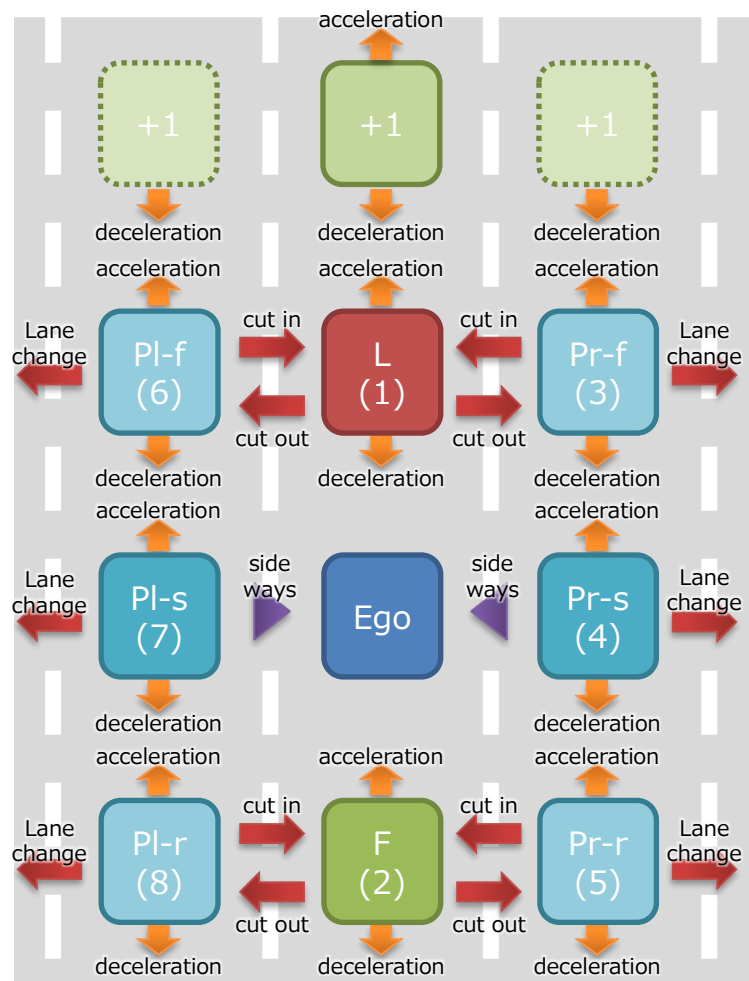 acceleration
+1
+1
+1
deceleration
deceleration
deceleration
acceleration
acceleration
acceleration
Lane
change
Pl-f
(6)
cut in
cut out
L
(1)
cut in
cut out
Pr-f
(3)
Lane
change
deceleration
deceleration
deceleration
acceleration
acceleration
Lane
change
Pl-s
(7)
side
ways
Ego
side
ways
Pr-s
(4)
Lane
change
deceleration
deceleration
acceleration
acceleration
acceleration
Lane
change
Pl-r
(8)
cut in
cut out
F
(2)
cut in
cut out
Pr-r
(5)
Lane
change
deceleration
deceleration
deceleration